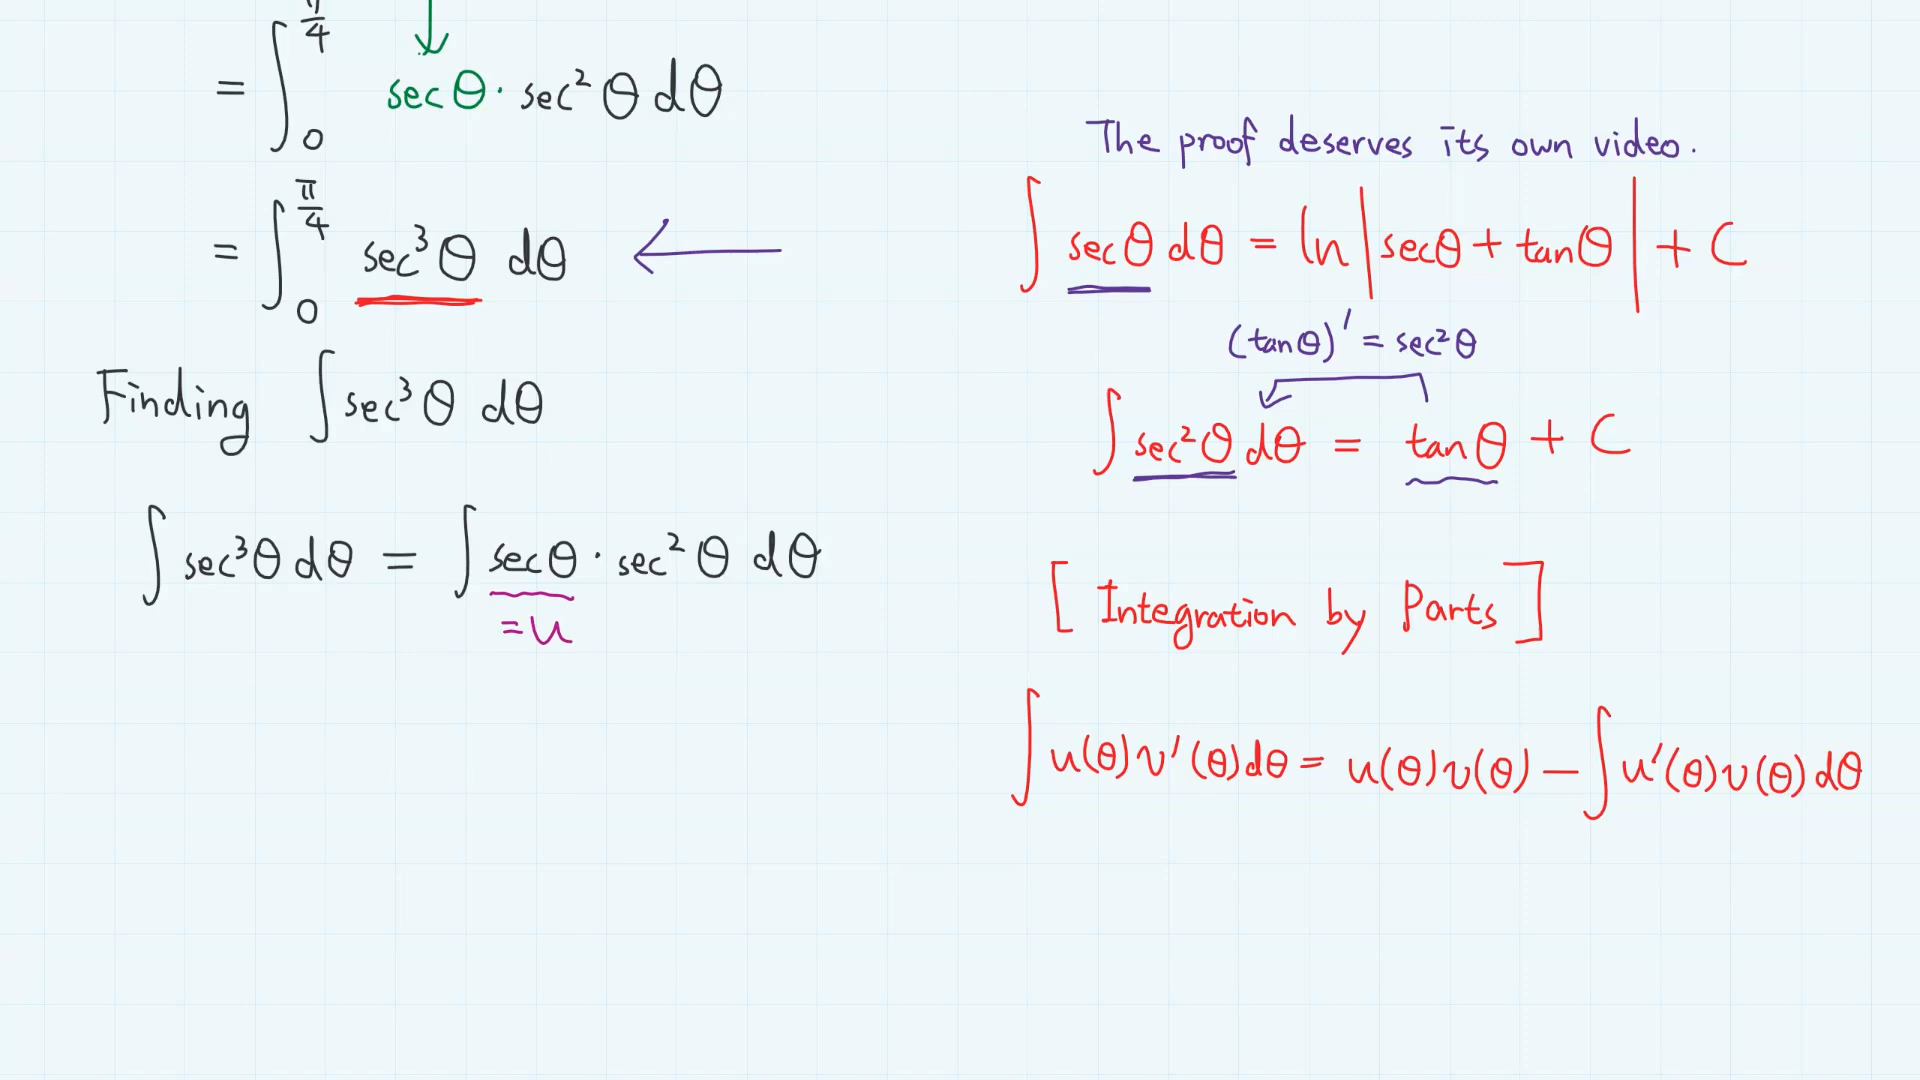 = ∫₀^{π/4} secθ · sec²θ dθ
= ∫₀^{π/4} sec³θ dθ
Finding ∫ sec³θ dθ
∫ sec³θ dθ = ∫ secθ · sec²θ dθ
= u
The proof deserves its own video.
∫ secθ dθ = ln |secθ + tanθ| + C
(tanθ)′ = sec²θ
∫ sec²θ dθ = tanθ + C
[ Integration by Parts ]
∫ u(θ)v′(θ)dθ = u(θ)v(θ) − ∫ u′(θ)v(θ)dθ